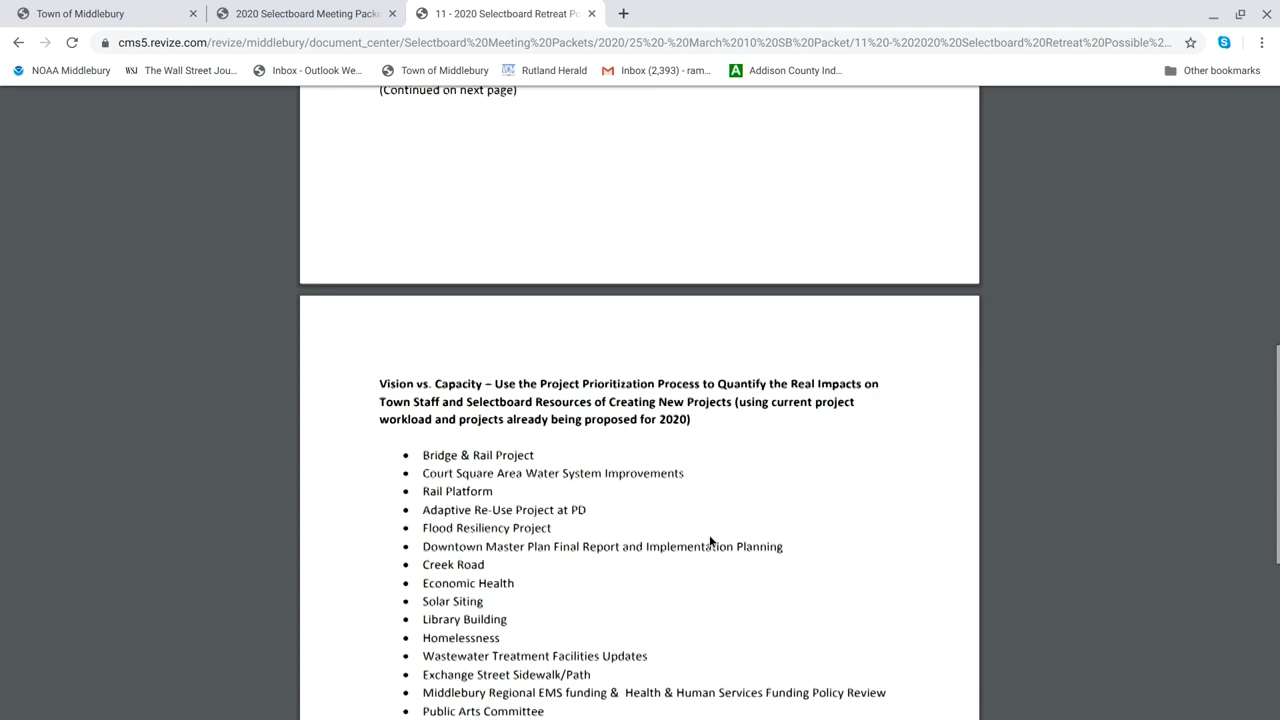 Town of Middlebury
2020 Selectboard Meeting Packe
11 - 2020 Selectboard Retreat Po
cms5.revize.com/revize/middlebury/document_center/Selectboard%20Meeting%20Packets/2020/25%20-%20March%2010%20SB%20Packet/11%20-%202020%20Selectboard%20Retreat%20Possible%2...
NOAA Middlebury
WSJ The Wall Street Jou...
Inbox - Outlook We...
Town of Middlebury
Rutland Herald
Inbox (2,393) - ram...
A Addison County Ind...
Other bookmarks
(Continued on next page)
Vision vs. Capacity – Use the Project Prioritization Process to Quantify the Real Impacts on
Town Staff and Selectboard Resources of Creating New Projects (using current project
workload and projects already being proposed for 2020)
• Bridge & Rail Project
• Court Square Area Water System Improvements
• Rail Platform
• Adaptive Re-Use Project at PD
• Flood Resiliency Project
• Downtown Master Plan Final Report and Implementation Planning
• Creek Road
• Economic Health
• Solar Siting
• Library Building
• Homelessness
• Wastewater Treatment Facilities Updates
• Exchange Street Sidewalk/Path
• Middlebury Regional EMS funding & Health & Human Services Funding Policy Review
• Public Arts Committee